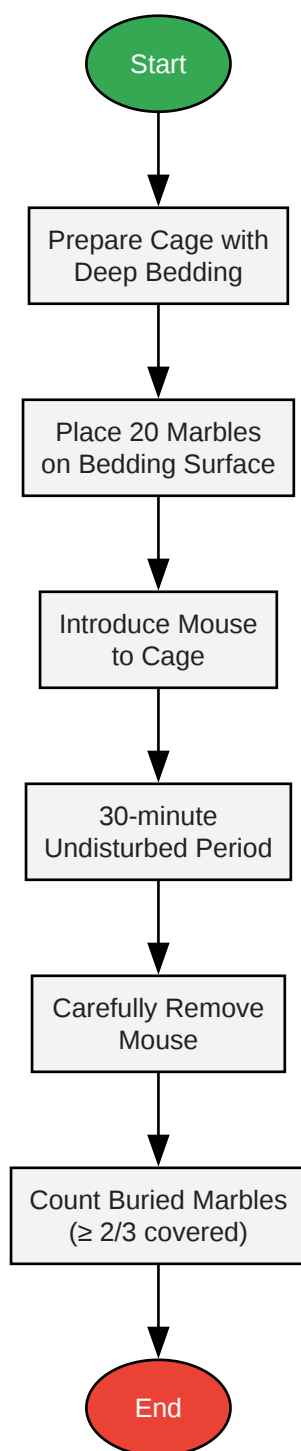 Start
Prepare Cage with
Deep Bedding
Place 20 Marbles
on Bedding Surface
Introduce Mouse
to Cage
30-minute
Undisturbed Period
Carefully Remove
Mouse
Count Buried Marbles
(≥ 2/3 covered)
End